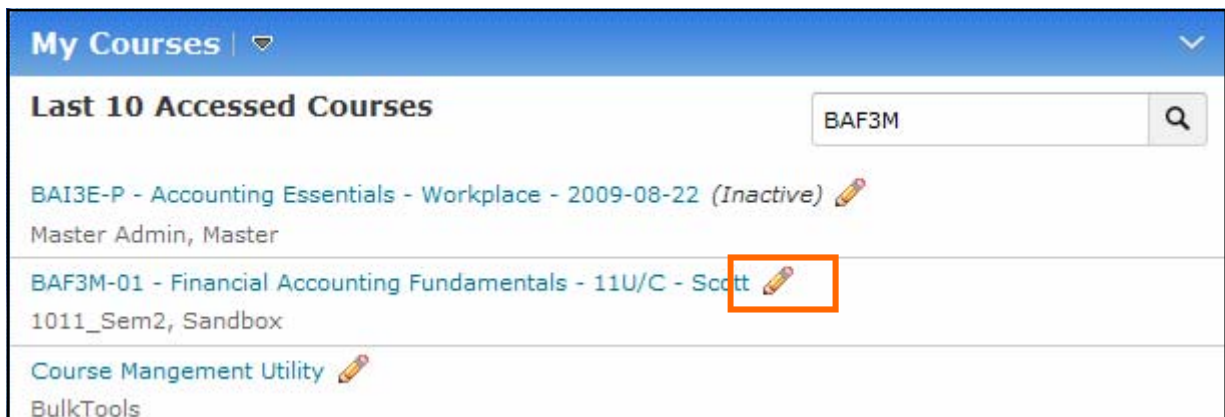 My Courses
Last 10 Accessed Courses
BAF3M
BAI3E-P - Accounting Essentials - Workplace - 2009-08-22 (Inactive)
Master Admin, Master
BAF3M-01 - Financial Accounting Fundamentals - 11U/C - Scott
1011_Sem2, Sandbox
Course Mangement Utility
BulkTools